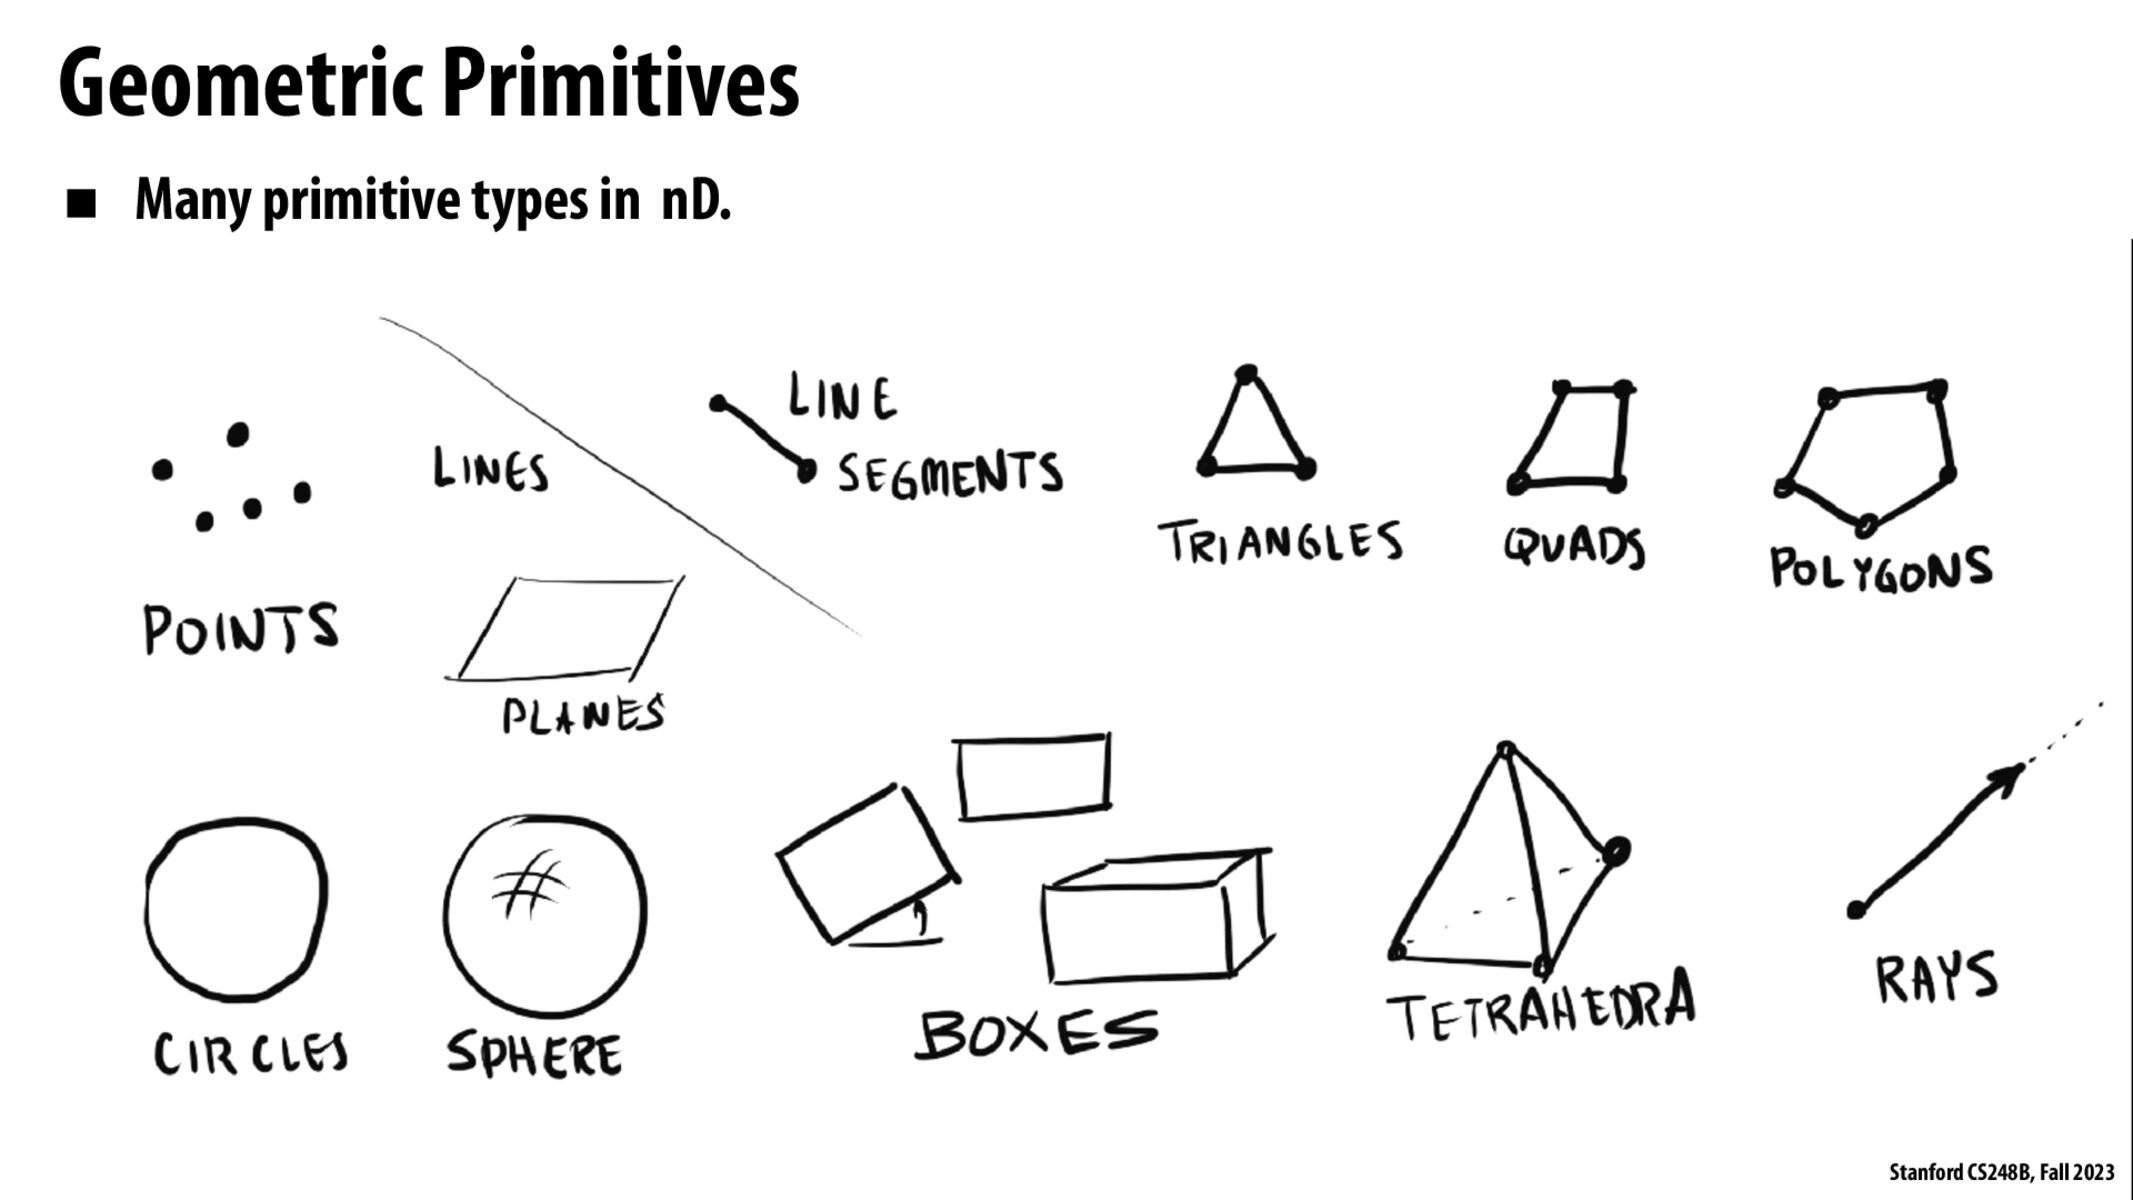 Geometric Primitives
■ Many primitive types in nD.
LINE
SEGMENTS
LINES
TRIANGLES
QUADS
POLYGONS
POINTS
PLANES
CIRCLES
SPHERE
BOXES
TETRAHEDRA
RAYS
Stanford CS248B, Fall 2023